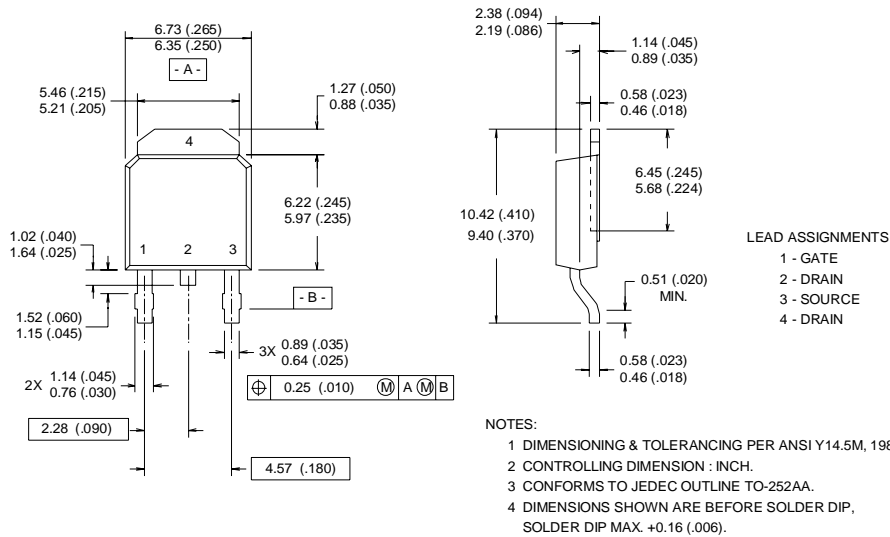 6.73 (.265)
6.35 (.250)
- A -
5.46 (.215)
5.21 (.205)
1.27 (.050)
0.88 (.035)
4
6.22 (.245)
5.97 (.235)
1.02 (.040)
1.64 (.025)
1 2 3
- B -
1.52 (.060)
1.15 (.045)
3X 0.89 (.035)
0.64 (.025)
2X 1.14 (.045)
0.76 (.030)
⌖ 0.25 (.010) Ⓜ A Ⓜ B
2.28 (.090)
4.57 (.180)
2.38 (.094)
2.19 (.086)
1.14 (.045)
0.89 (.035)
0.58 (.023)
0.46 (.018)
6.45 (.245)
5.68 (.224)
10.42 (.410)
9.40 (.370)
0.51 (.020)
MIN.
0.58 (.023)
0.46 (.018)
LEAD ASSIGNMENTS
1 - GATE
2 - DRAIN
3 - SOURCE
4 - DRAIN
NOTES:
1 DIMENSIONING & TOLERANCING PER ANSI Y14.5M, 198
2 CONTROLLING DIMENSION : INCH.
3 CONFORMS TO JEDEC OUTLINE TO-252AA.
4 DIMENSIONS SHOWN ARE BEFORE SOLDER DIP,
SOLDER DIP MAX. +0.16 (.006).